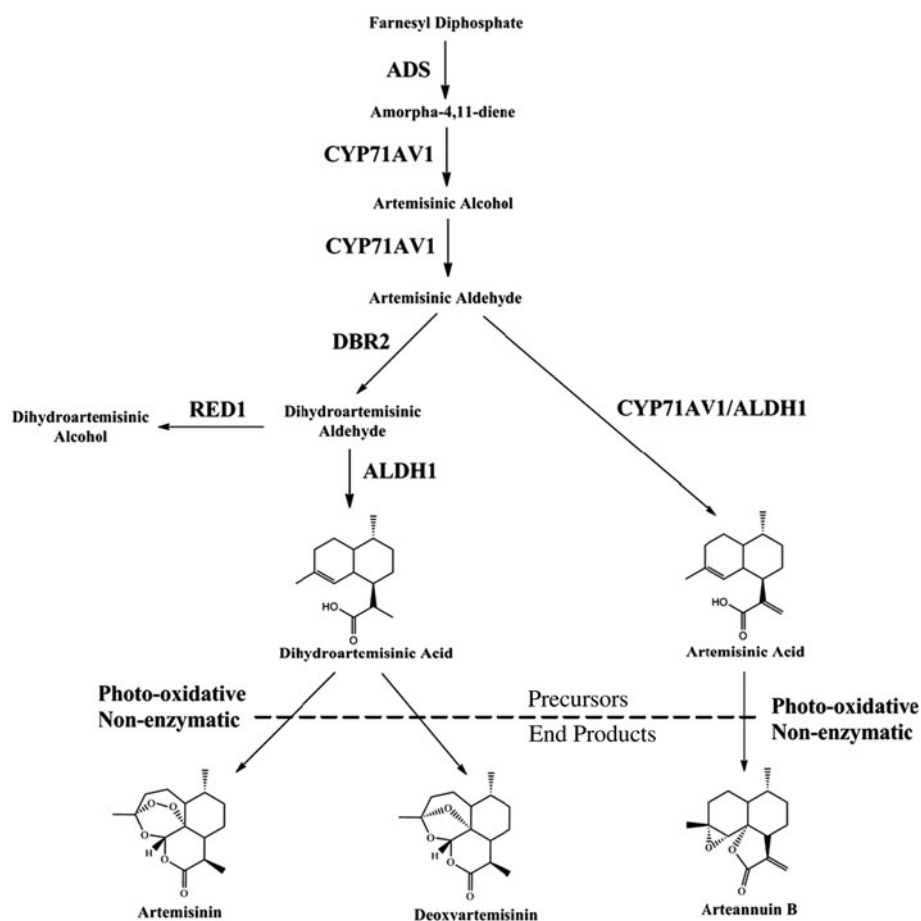 Farnesyl Diphosphate
ADS
Amorpha-4,11-diene
CYP71AV1
Artemisinic Alcohol
CYP71AV1
Artemisinic Aldehyde
DBR2
CYP71AV1/ALDH1
Dihydroartemisinic
Alcohol
RED1
Dihydroartemisinic
Aldehyde
ALDH1
HO
O
Dihydroartemisinic Acid
HO
O
Artemisinic Acid
Photo-oxidative
Non-enzymatic
Precursors
End Products
Photo-oxidative
Non-enzymatic
O-O
O
H
O
O
Artemisinin
O
O
H
O
O
Deoxyartemisinin
O
O
O
Arteannuin B